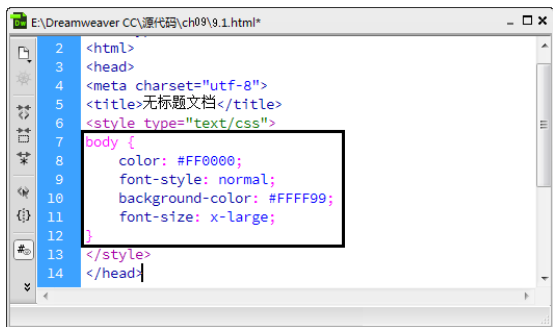 E:\Dreamweaver CC\源代码\ch09\9.1.html*
2 <html>
3 <head>
4 <meta charset="utf-8">
5 <title>无标题文档</title>
6 <style type="text/css">
7 body {
8 color: #FF0000;
9 font-style: normal;
10 background-color: #FFFF99;
11 font-size: x-large;
12 }
13 </style>
14 </head>